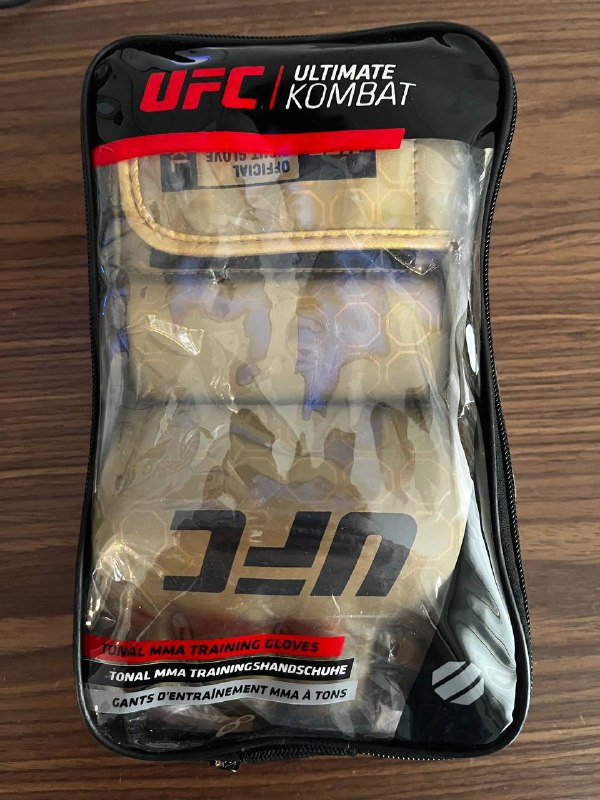 UFC | ULTIMATE
KOMBAT
OFFICIAL
UFC
TONAL MMA TRAINING GLOVES
TONAL MMA TRAININGSHANDSCHUHE
GANTS D'ENTRAÎNEMENT MMA À TONS